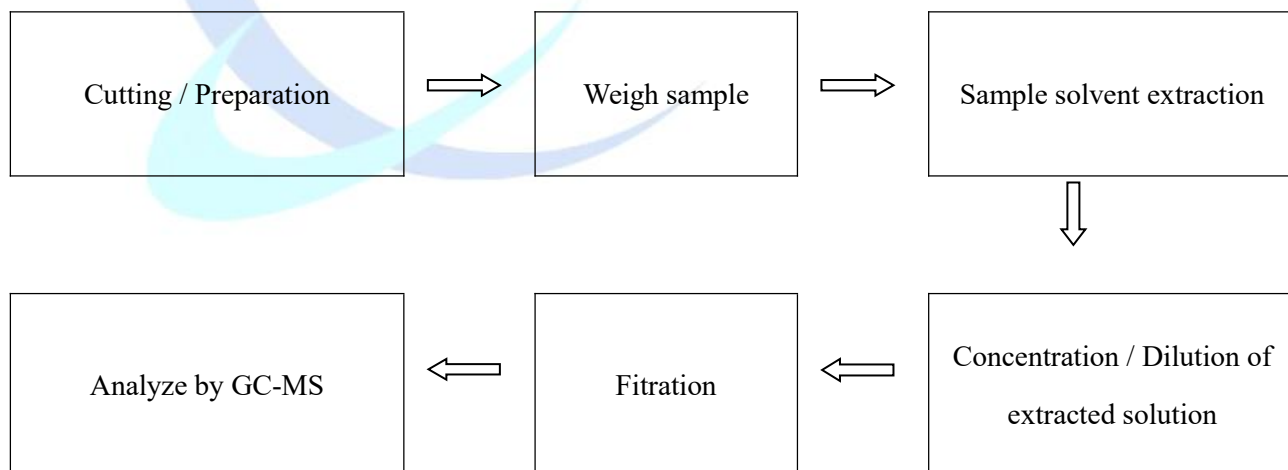 Cutting / Preparation
Weigh sample
Sample solvent extraction
Concentration / Dilution of
extracted solution
Fitration
Analyze by GC-MS